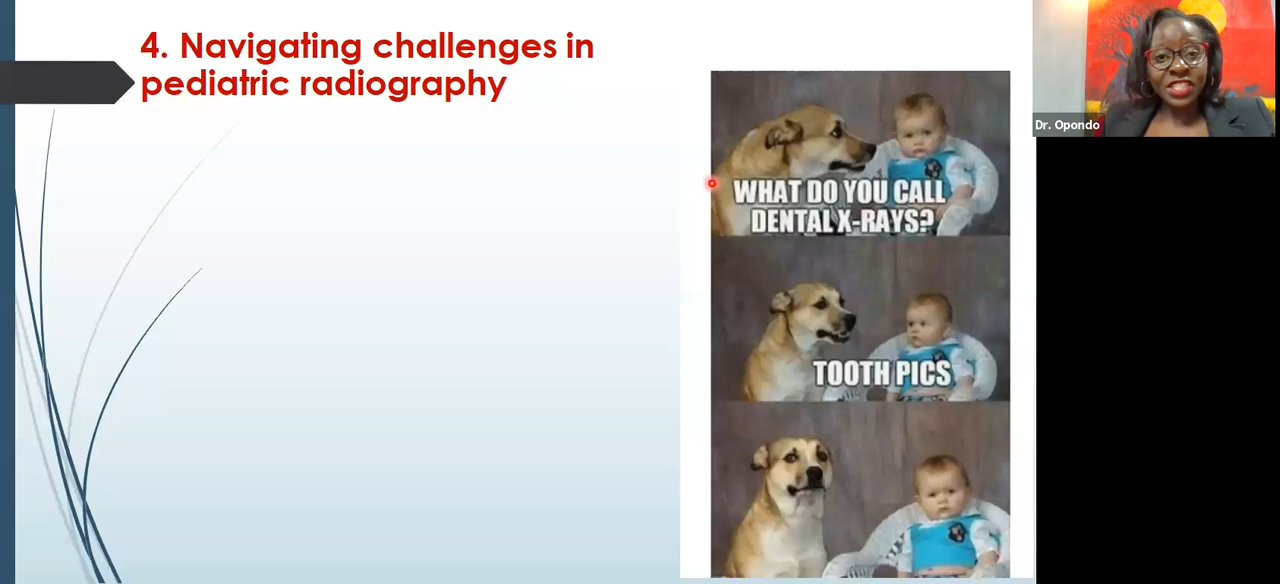 4. Navigating challenges in
pediatric radiography
WHAT DO YOU CALL
DENTAL X-RAYS?
TOOTH PICS
Dr. Opondo